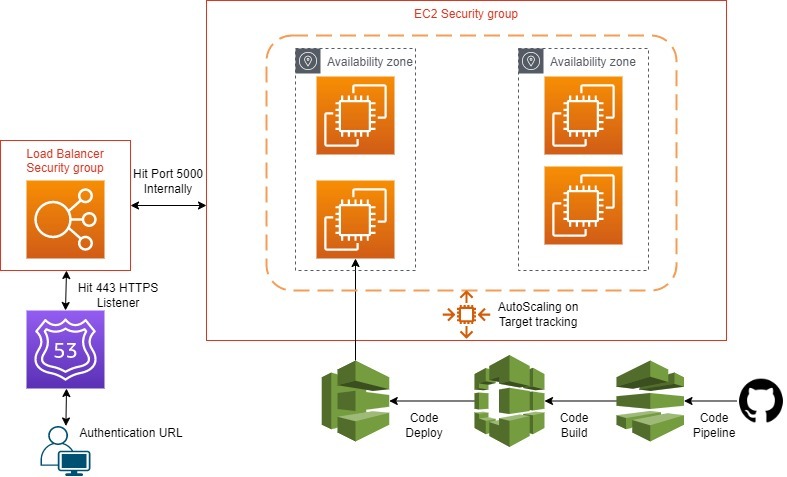 EC2 Security group
Availability zone
Availability zone
Load Balancer
Security group
Hit Port 5000
Internally
Hit 443 HTTPS
Listener
AutoScaling on
Target tracking
53
Code
Deploy
Code
Build
Code
Pipeline
Authentication URL